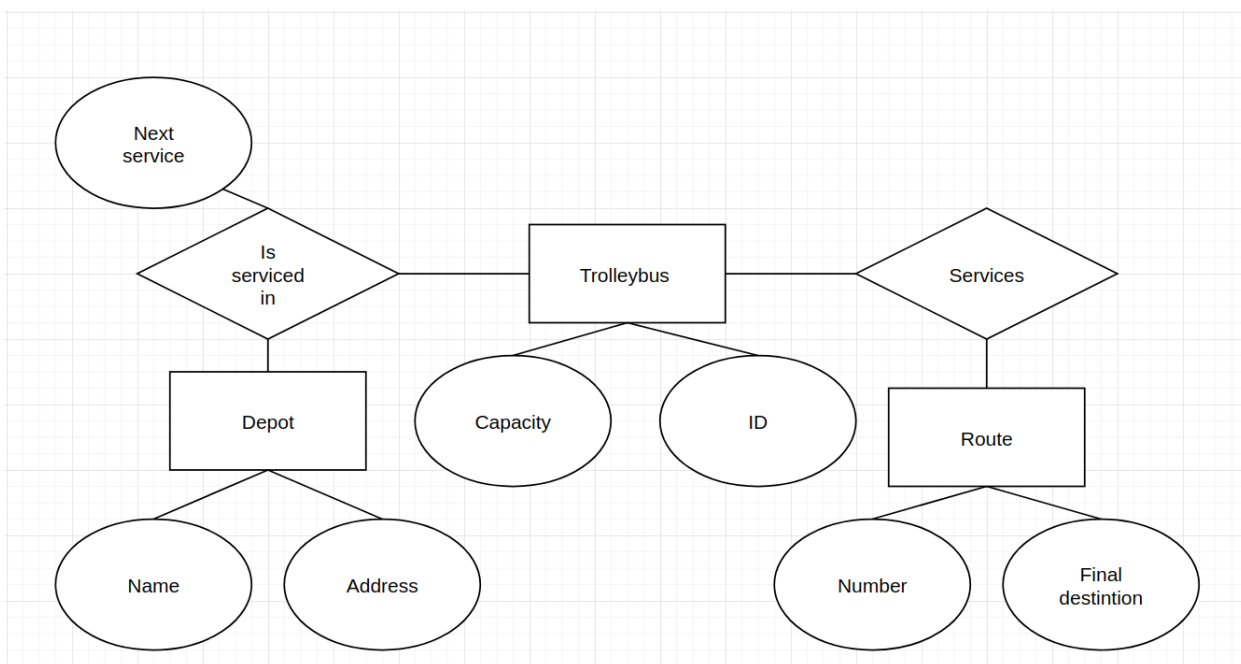 Next
service
Is
serviced
in
Trolleybus
Services
Depot
Capacity
ID
Route
Name
Address
Number
Final
destintion